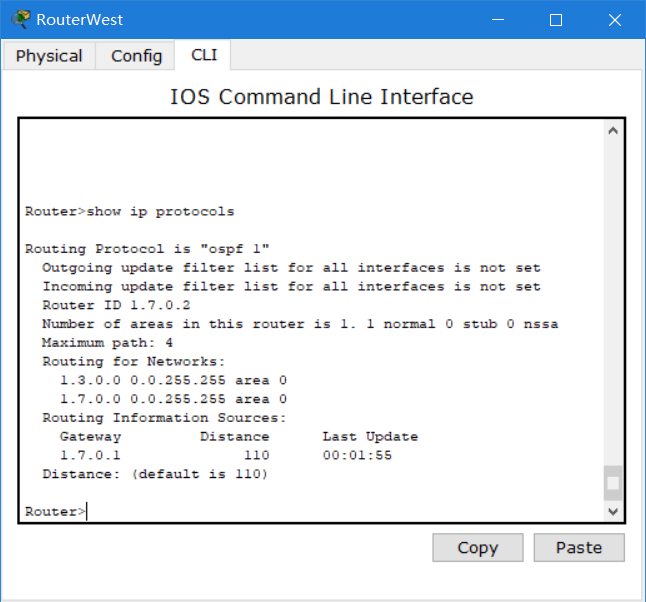 RouterWest
Physical Config CLI
IOS Command Line Interface
Router>show ip protocols
Routing Protocol is "ospf 1"
Outgoing update filter list for all interfaces is not set
Incoming update filter list for all interfaces is not set
Router ID 1.7.0.2
Number of areas in this router is 1. 1 normal 0 stub 0 nssa
Maximum path: 4
Routing for Networks:
1.3.0.0 0.0.255.255 area 0
1.7.0.0 0.0.255.255 area 0
Routing Information Sources:
Gateway Distance Last Update
1.7.0.1 110 00:01:55
Distance: (default is 110)
Router>
Copy Paste